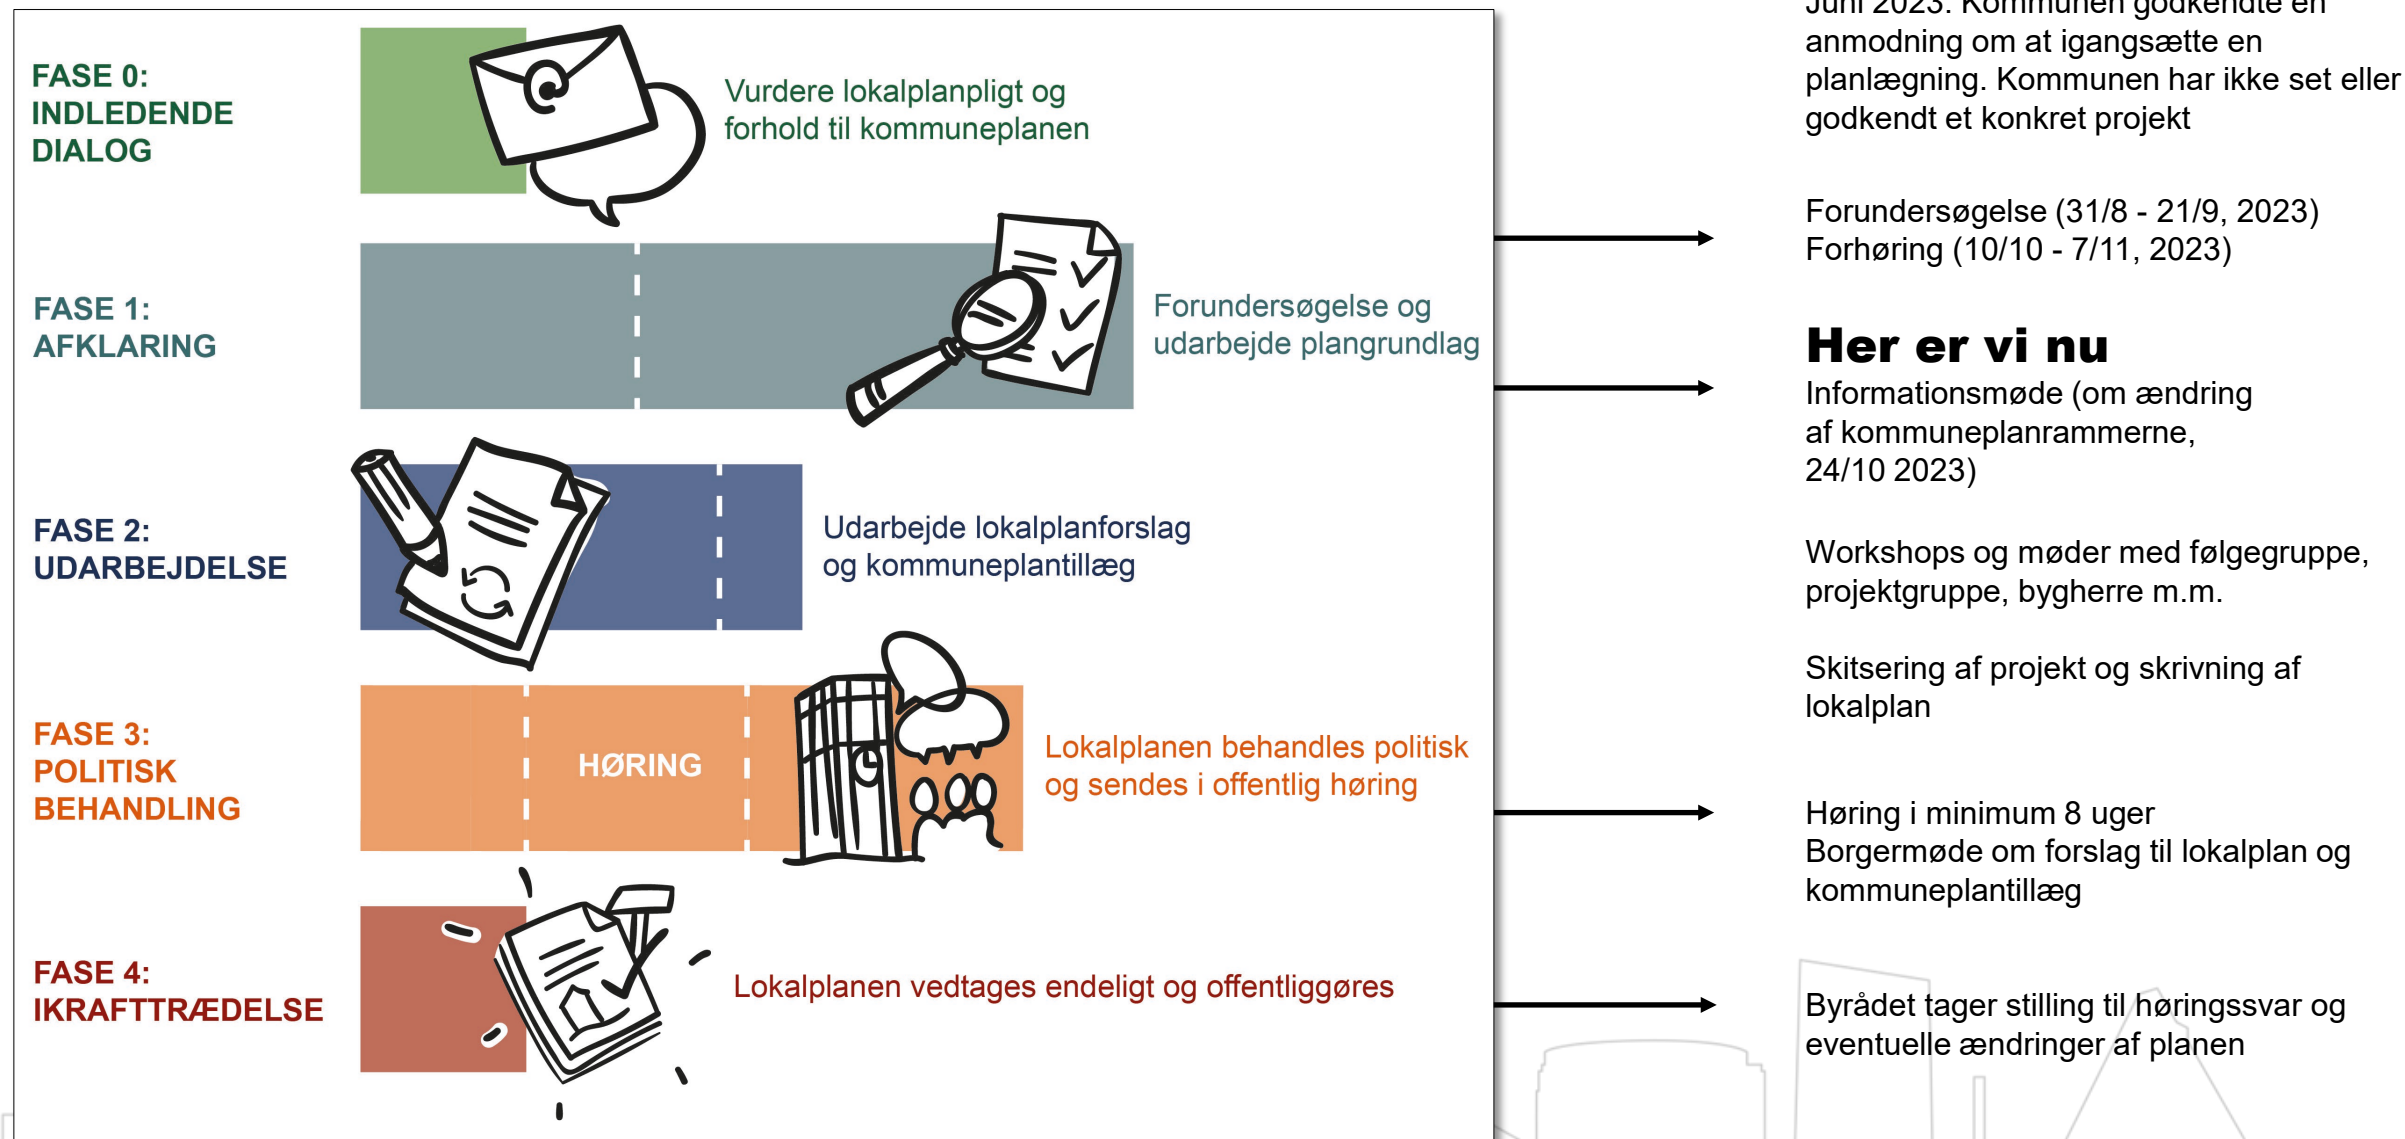 FASE 0:
INDLEDENDE
DIALOG
Vurdere lokalplanpligt og
forhold til kommuneplanen
FASE 1:
AFKLARING
Forundersøgelse og
udarbejde plangrundlag
FASE 2:
UDARBEJDELSE
Udarbejde lokalplanforslag
og kommuneplantillæg
FASE 3:
POLITISK
BEHANDLING
HØRING
Lokalplanen behandles politisk
og sendes i offentlig høring
FASE 4:
IKRAFTTRÆDELSE
Lokalplanen vedtages endeligt og offentliggøres
Juni 2023: Kommunen godkendte en
anmodning om at igangsætte en
planlægning. Kommunen har ikke set eller
godkendt et konkret projekt
Forundersøgelse (31/8 - 21/9, 2023)
Forhøring (10/10 - 7/11, 2023)
Her er vi nu
Informationsmøde (om ændring
af kommuneplanrammerne,
24/10 2023)
Workshops og møder med følgegruppe,
projektgruppe, bygherre m.m.
Skitsering af projekt og skrivning af
lokalplan
Høring i minimum 8 uger
Borgermøde om forslag til lokalplan og
kommuneplantillæg
Byrådet tager stilling til høringssvar og
eventuelle ændringer af planen